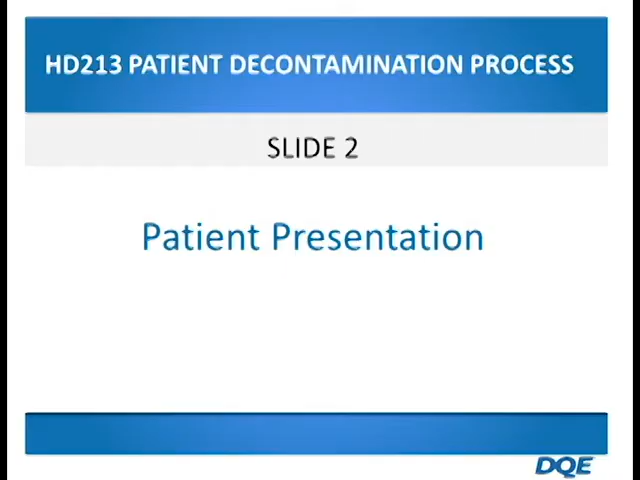 HD213 PATIENT DECONTAMINATION PROCESS
SLIDE 2
Patient Presentation
DQE